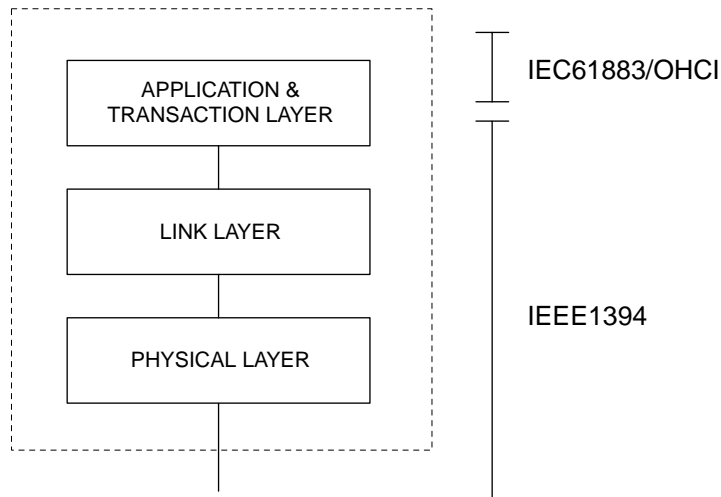 APPLICATION &
TRANSACTION LAYER
IEC61883/OHCI
LINK LAYER
PHYSICAL LAYER
IEEE1394